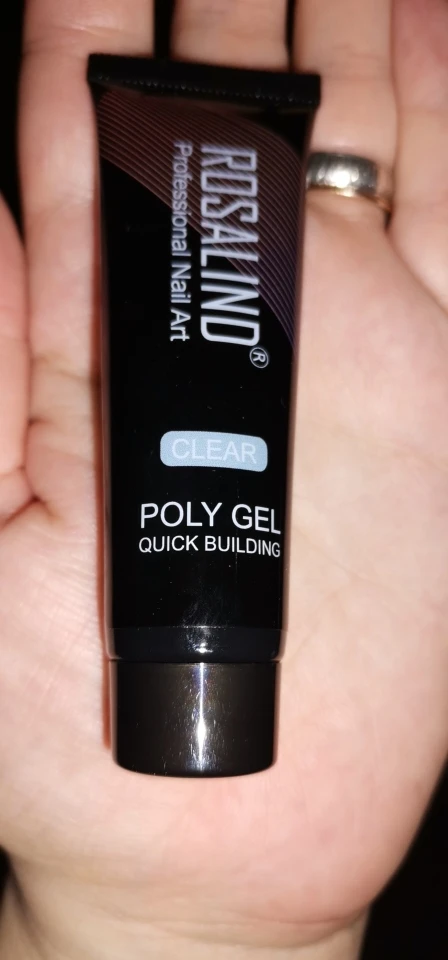 ROSALIND®
Professional Nail Art
CLEAR
POLY GEL
QUICK BUILDING